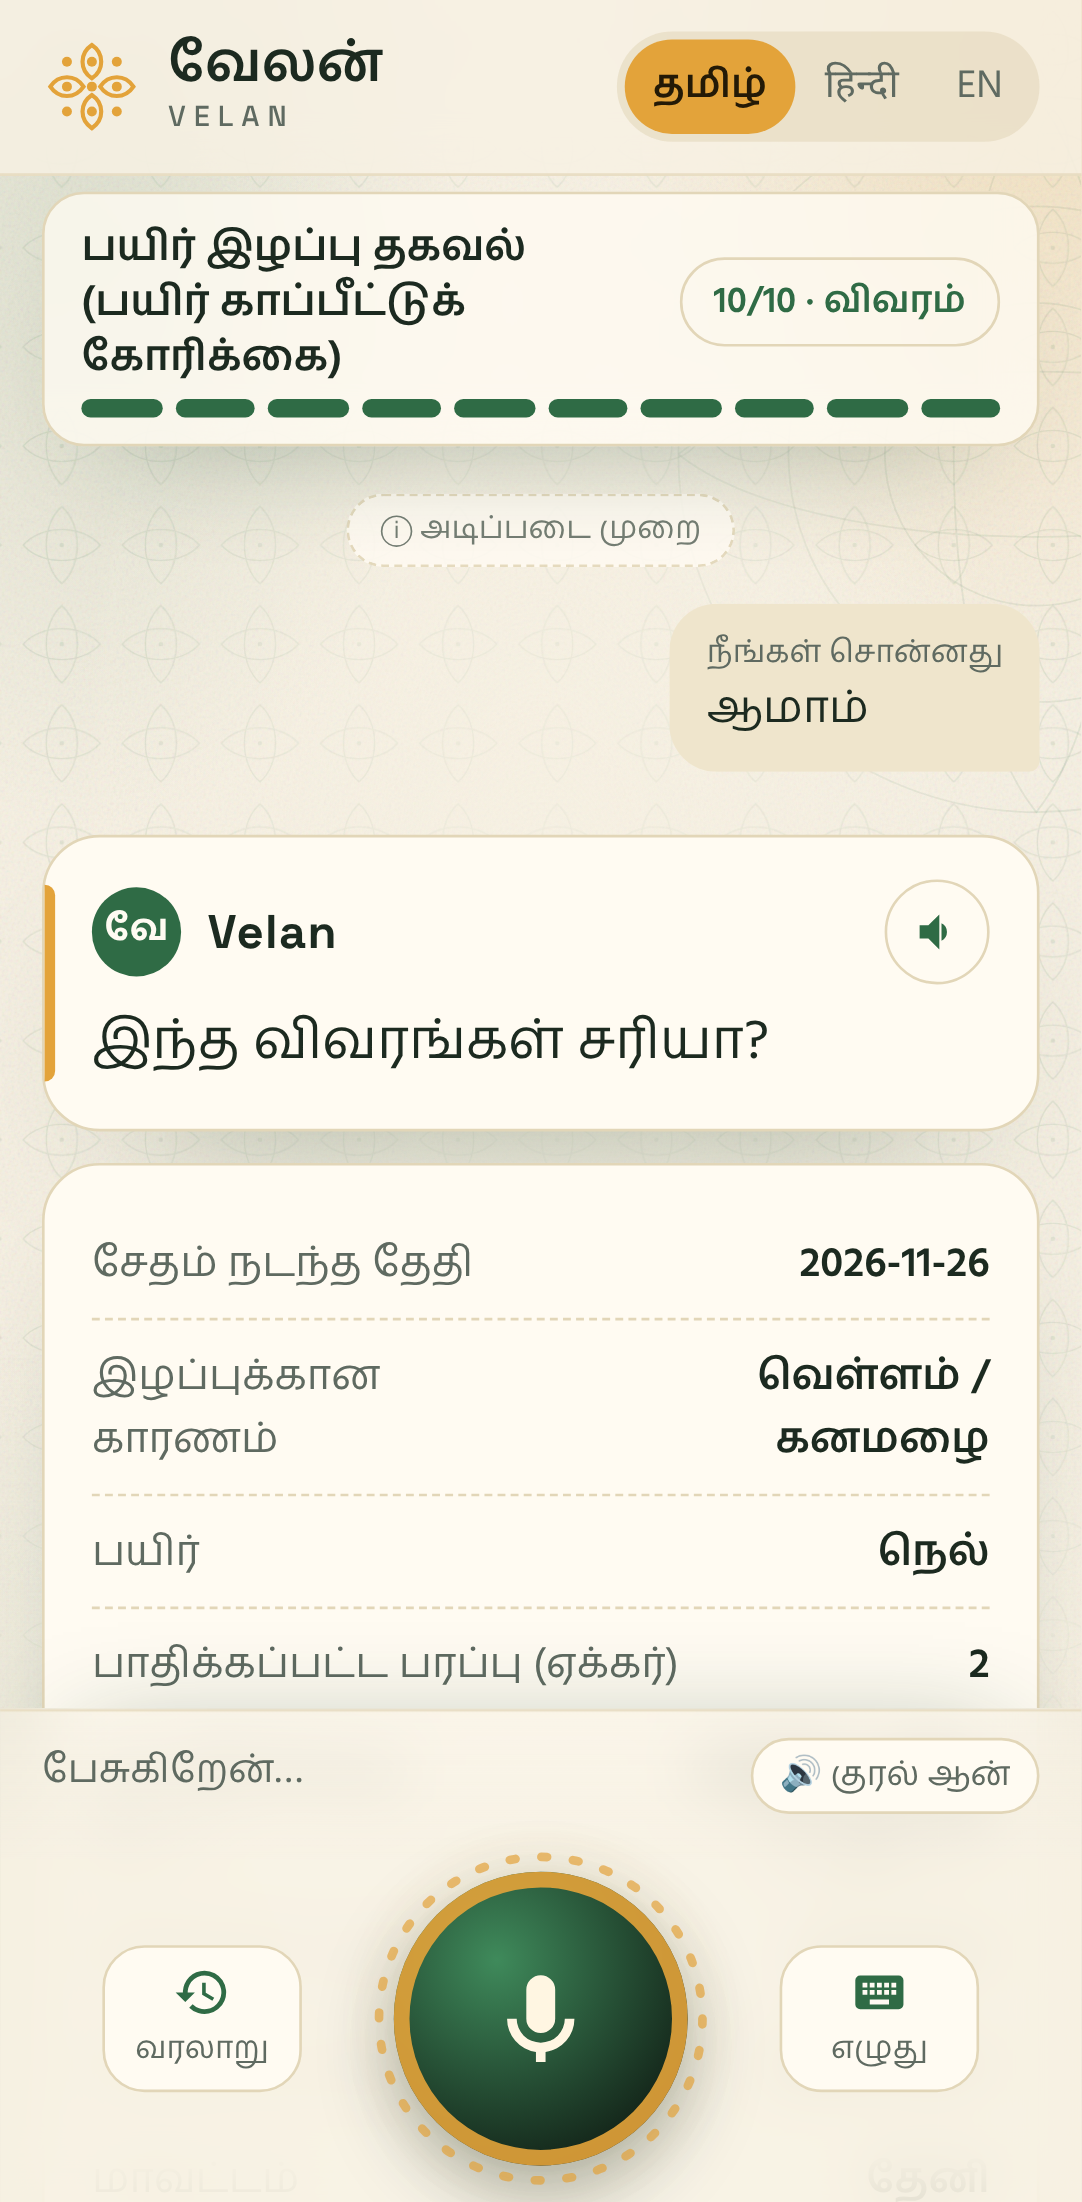 வேலன்
VELAN
தமிழ் हिन्दी EN
பயிர் இழப்பு தகவல்
(பயிர் காப்பீட்டுக்
கோரிக்கை)
10/10 · விவரம்
ⓘ அடிப்படை முறை
நீங்கள் சொன்னது
ஆமாம்
வே Velan
இந்த விவரங்கள் சரியா?
சேதம் நடந்த தேதி 2026-11-26
இழப்புக்கான காரணம் வெள்ளம் / கனமழை
பயிர் நெல்
பாதிக்கப்பட்ட பரப்பு (ஏக்கர்) 2
பேசுகிறேன்...
🔊 குரல் ஆன்
வரலாறு
எழுது
மாவட்டம் தேனி